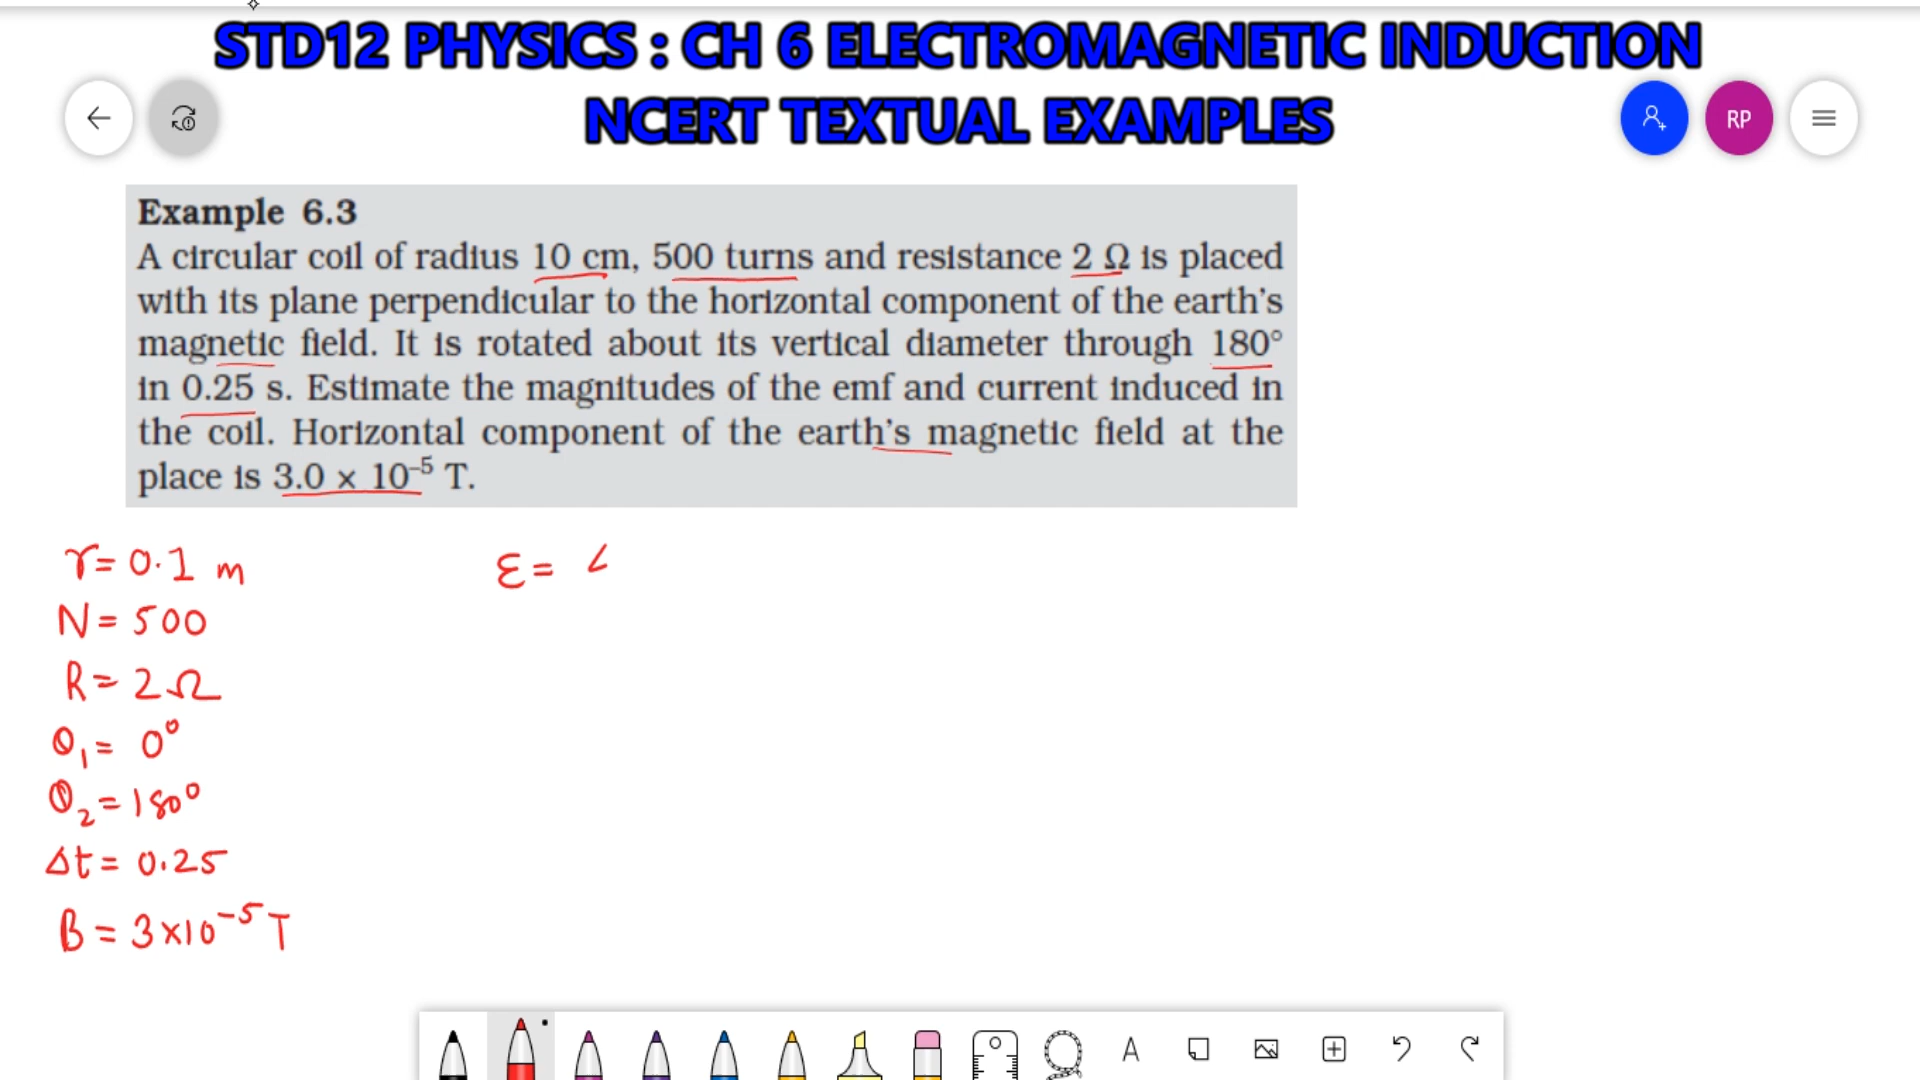 STD12 PHYSICS : CH 6 ELECTROMAGNETIC INDUCTION
NCERT TEXTUAL EXAMPLES
RP
Example 6.3
A circular coil of radius 10 cm, 500 turns and resistance 2 Ω is placed
with its plane perpendicular to the horizontal component of the earth's
magnetic field. It is rotated about its vertical diameter through 180°
in 0.25 s. Estimate the magnitudes of the emf and current induced in
the coil. Horizontal component of the earth's magnetic field at the
place is 3.0 × 10⁻⁵ T.
r = 0.1 m
N = 500
R = 2 Ω
θ₁ = 0°
θ₂ = 180°
Δt = 0.25
B = 3×10⁻⁵ T
ε =
A